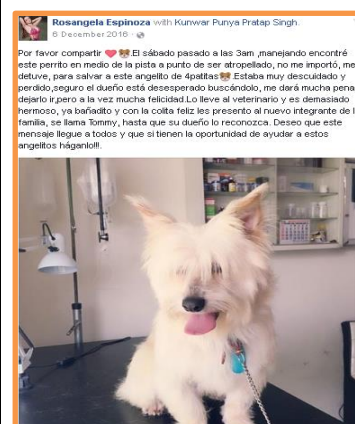 Rosangela Espinoza with Kunwar Punya Pratap Singh.
6 December 2016
Por favor compartir .El sábado pasado a las 3am ,manejando encontré
este perrito en medio de la pista a punto de ser atropellado, no me importó, me
detuve, para salvar a este angelito de 4patitas .Estaba muy descuidado y
perdido,seguro el dueño está desesperado buscándolo, me dará mucha pena
dejarlo ir,pero a la vez mucha felicidad.Lo lleve al veterinario y es demasiado
hermoso, ya bañadito y con la colita feliz les presento al nuevo integrante de l
familia, se llama Tommy, hasta que su dueño lo reconozca. Deseo que este
mensaje llegue a todos y que si tienen la oportunidad de ayudar a estos
angelitos háganlo!!!.